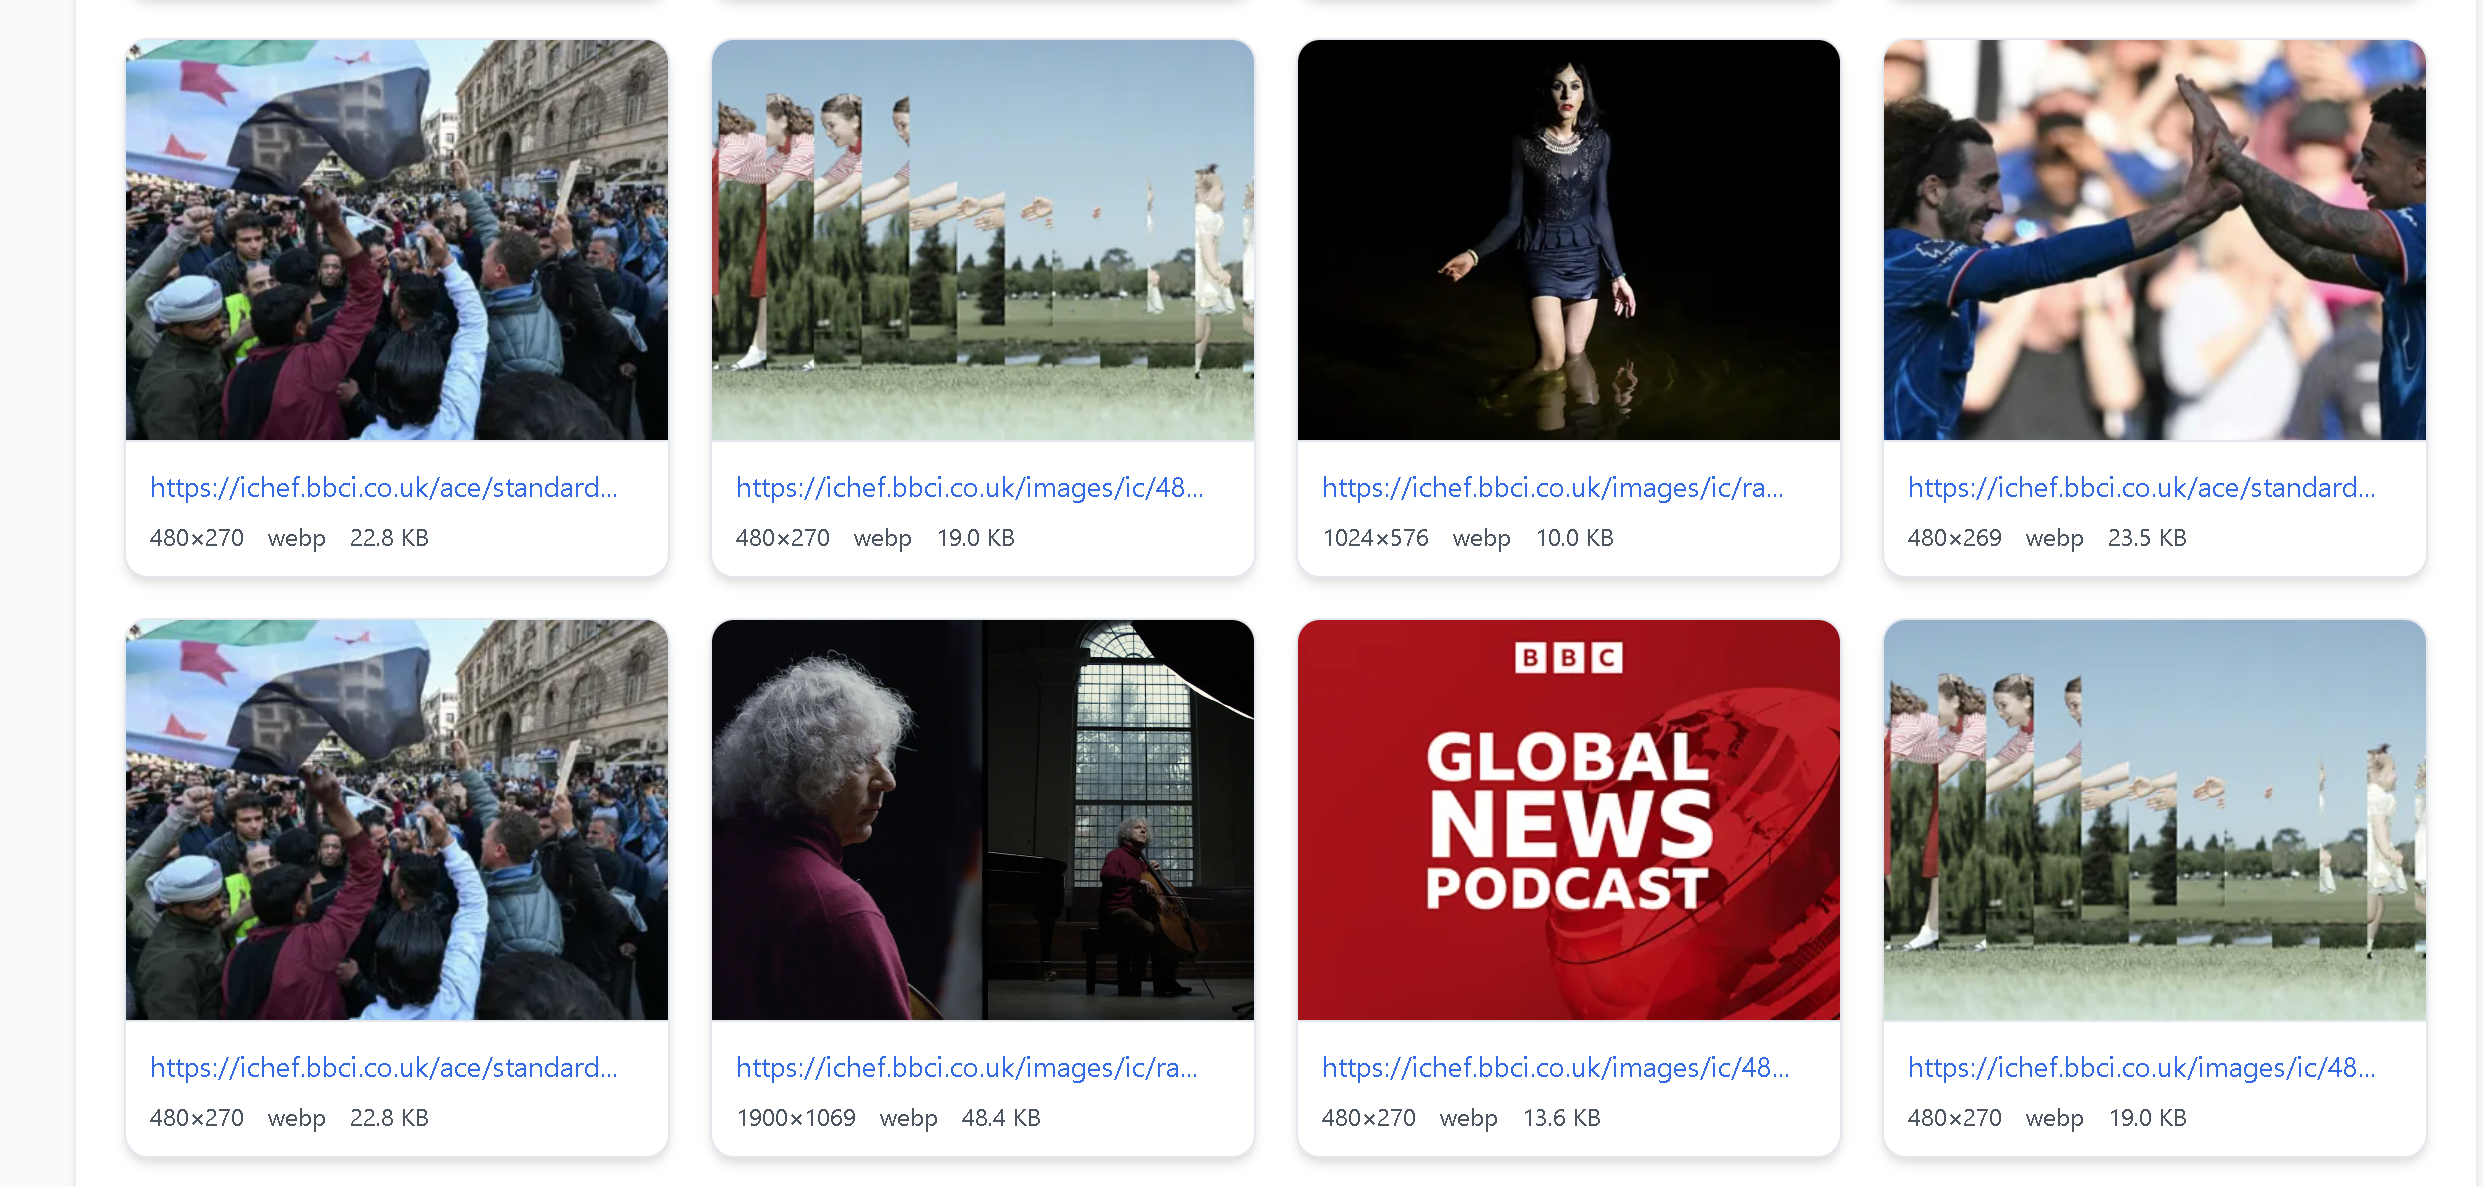 https://ichef.bbci.co.uk/ace/standard...
480×270 webp 22.8 KB
https://ichef.bbci.co.uk/images/ic/48...
480×270 webp 19.0 KB
https://ichef.bbci.co.uk/images/ic/ra...
1024×576 webp 10.0 KB
https://ichef.bbci.co.uk/ace/standard...
480×269 webp 23.5 KB
https://ichef.bbci.co.uk/ace/standard...
480×270 webp 22.8 KB
https://ichef.bbci.co.uk/images/ic/ra...
1900×1069 webp 48.4 KB
BBC
GLOBAL
NEWS
PODCAST
https://ichef.bbci.co.uk/images/ic/48...
480×270 webp 13.6 KB
https://ichef.bbci.co.uk/images/ic/48...
480×270 webp 19.0 KB